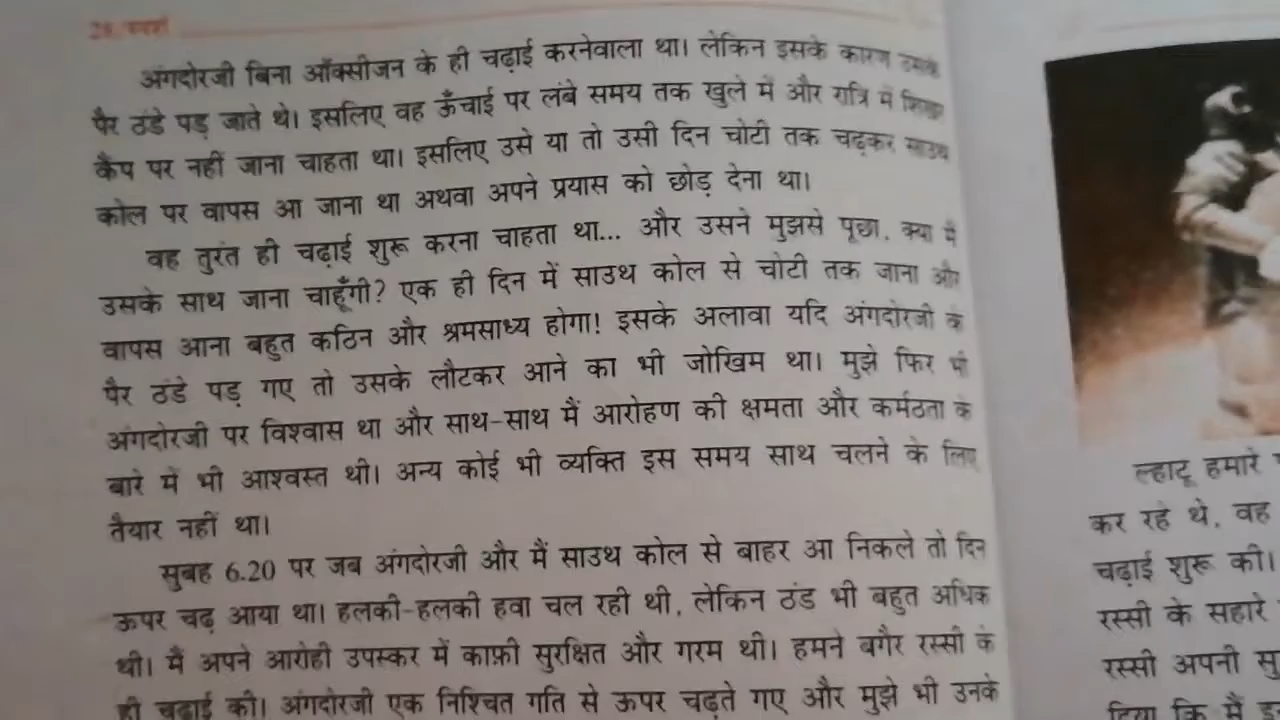 28/स्पर्श
अंगदोरजी बिना ऑक्सीजन के ही चढ़ाई करनेवाला था। लेकिन इसके कारण उसके
पैर ठंडे पड़ जाते थे। इसलिए वह ऊँचाई पर लंबे समय तक खुले में और रात्रि में शिखर
कैंप पर नहीं जाना चाहता था। इसलिए उसे या तो उसी दिन चोटी तक चढ़कर साउथ
कोल पर वापस आ जाना था अथवा अपने प्रयास को छोड़ देना था।
वह तुरंत ही चढ़ाई शुरू करना चाहता था... और उसने मुझसे पूछा, क्या मैं
उसके साथ जाना चाहूँगी? एक ही दिन में साउथ कोल से चोटी तक जाना और
वापस आना बहुत कठिन और श्रमसाध्य होगा! इसके अलावा यदि अंगदोरजी के
पैर ठंडे पड़ गए तो उसके लौटकर आने का भी जोखिम था। मुझे फिर भी
अंगदोरजी पर विश्वास था और साथ-साथ मैं आरोहण की क्षमता और कर्मठता के
बारे में भी आश्वस्त थी। अन्य कोई भी व्यक्ति इस समय साथ चलने के लिए
तैयार नहीं था।
सुबह 6.20 पर जब अंगदोरजी और मैं साउथ कोल से बाहर आ निकले तो दिन
ऊपर चढ़ आया था। हलकी-हलकी हवा चल रही थी, लेकिन ठंड भी बहुत अधिक
थी। मैं अपने आरोही उपस्कर में काफ़ी सुरक्षित और गरम थी। हमने बगैर रस्सी के
ही चढ़ाई की। अंगदोरजी एक निश्चित गति से ऊपर चढ़ते गए और मुझे भी उनके
ल्हाटू हमारे
कर रहे थे, वह
चढ़ाई शुरू की।
रस्सी के सहारे
रस्सी अपनी
दिया कि मैं